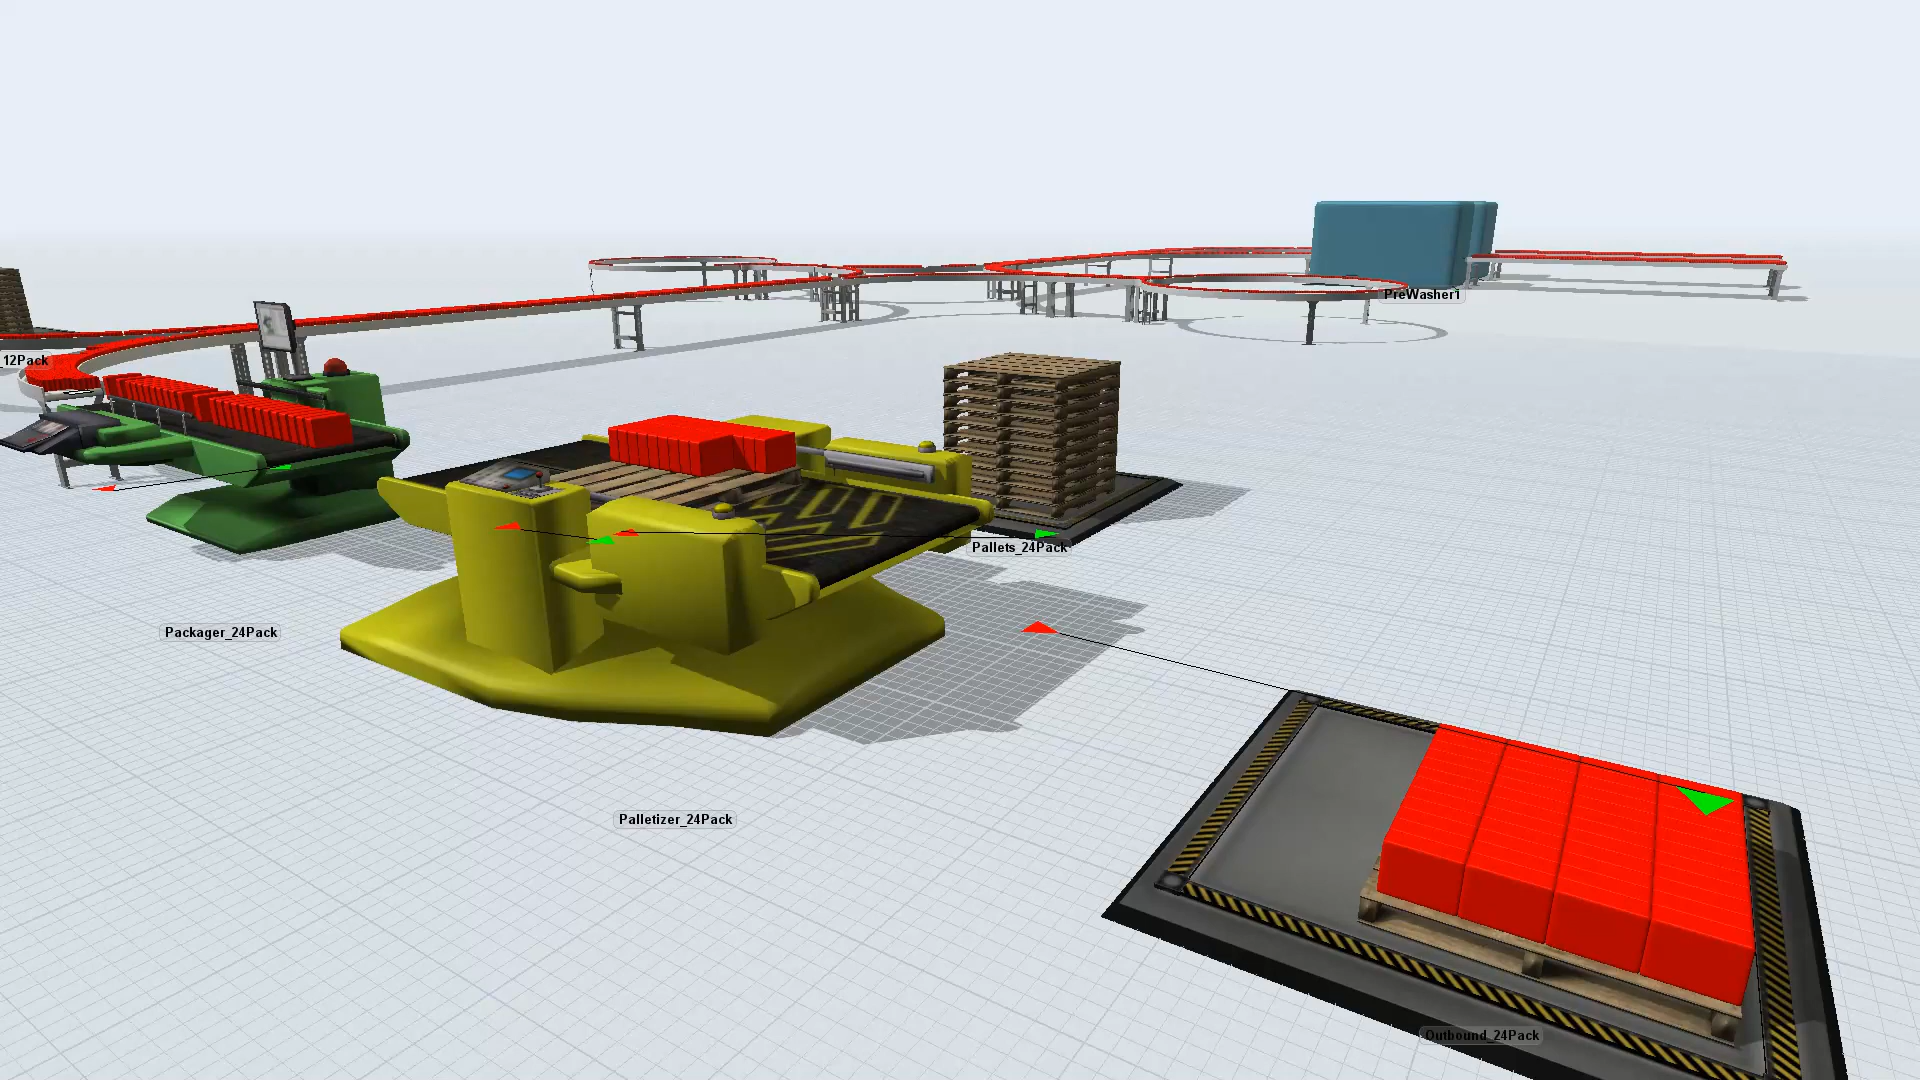 PreWasher1
12Pack
Pallets_24Pack
Packager_24Pack
Palletizer_24Pack
Outbound_24Pack